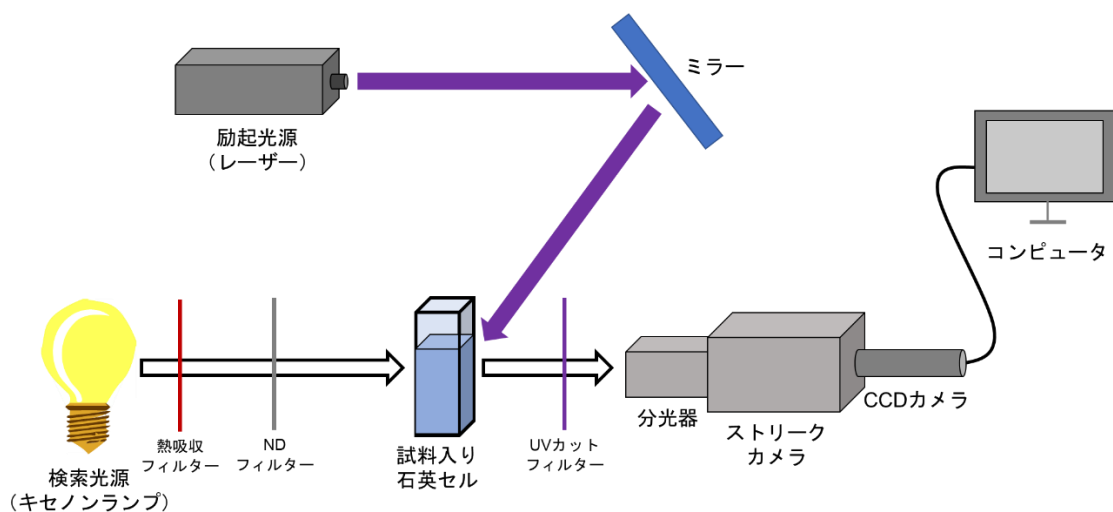 ミラー
励起光源
（レーザー）
コンピュータ
CCDカメラ
分光器
ストリーク
カメラ
熱吸収
フィルター
ND
フィルター
試料入り
石英セル
UVカット
フィルター
検索光源
（キセノンランプ）